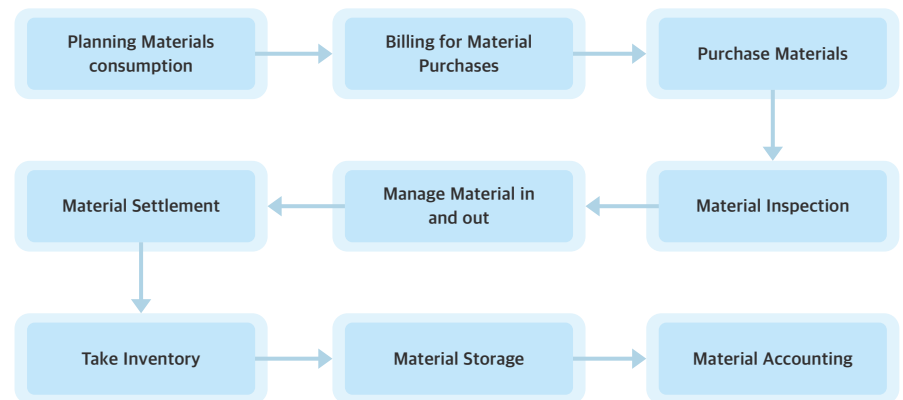 Planning Materials
consumption
Billing for Material
Purchases
Purchase Materials
Material Settlement
Manage Material in
and out
Material Inspection
Take Inventory
Material Storage
Material Accounting